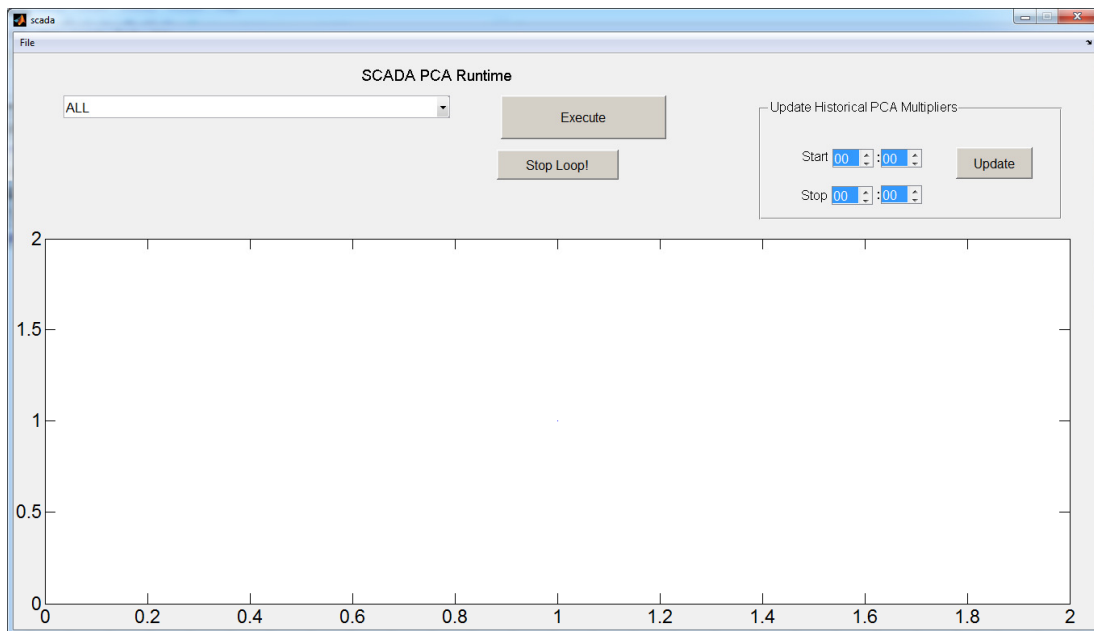 scada
File
SCADA PCA Runtime
ALL
Execute
Stop Loop!
Update Historical PCA Multipliers
Start 00 : 00
Update
Stop 00 : 00
2
1.5
1
0.5
0
0 0.2 0.4 0.6 0.8 1 1.2 1.4 1.6 1.8 2